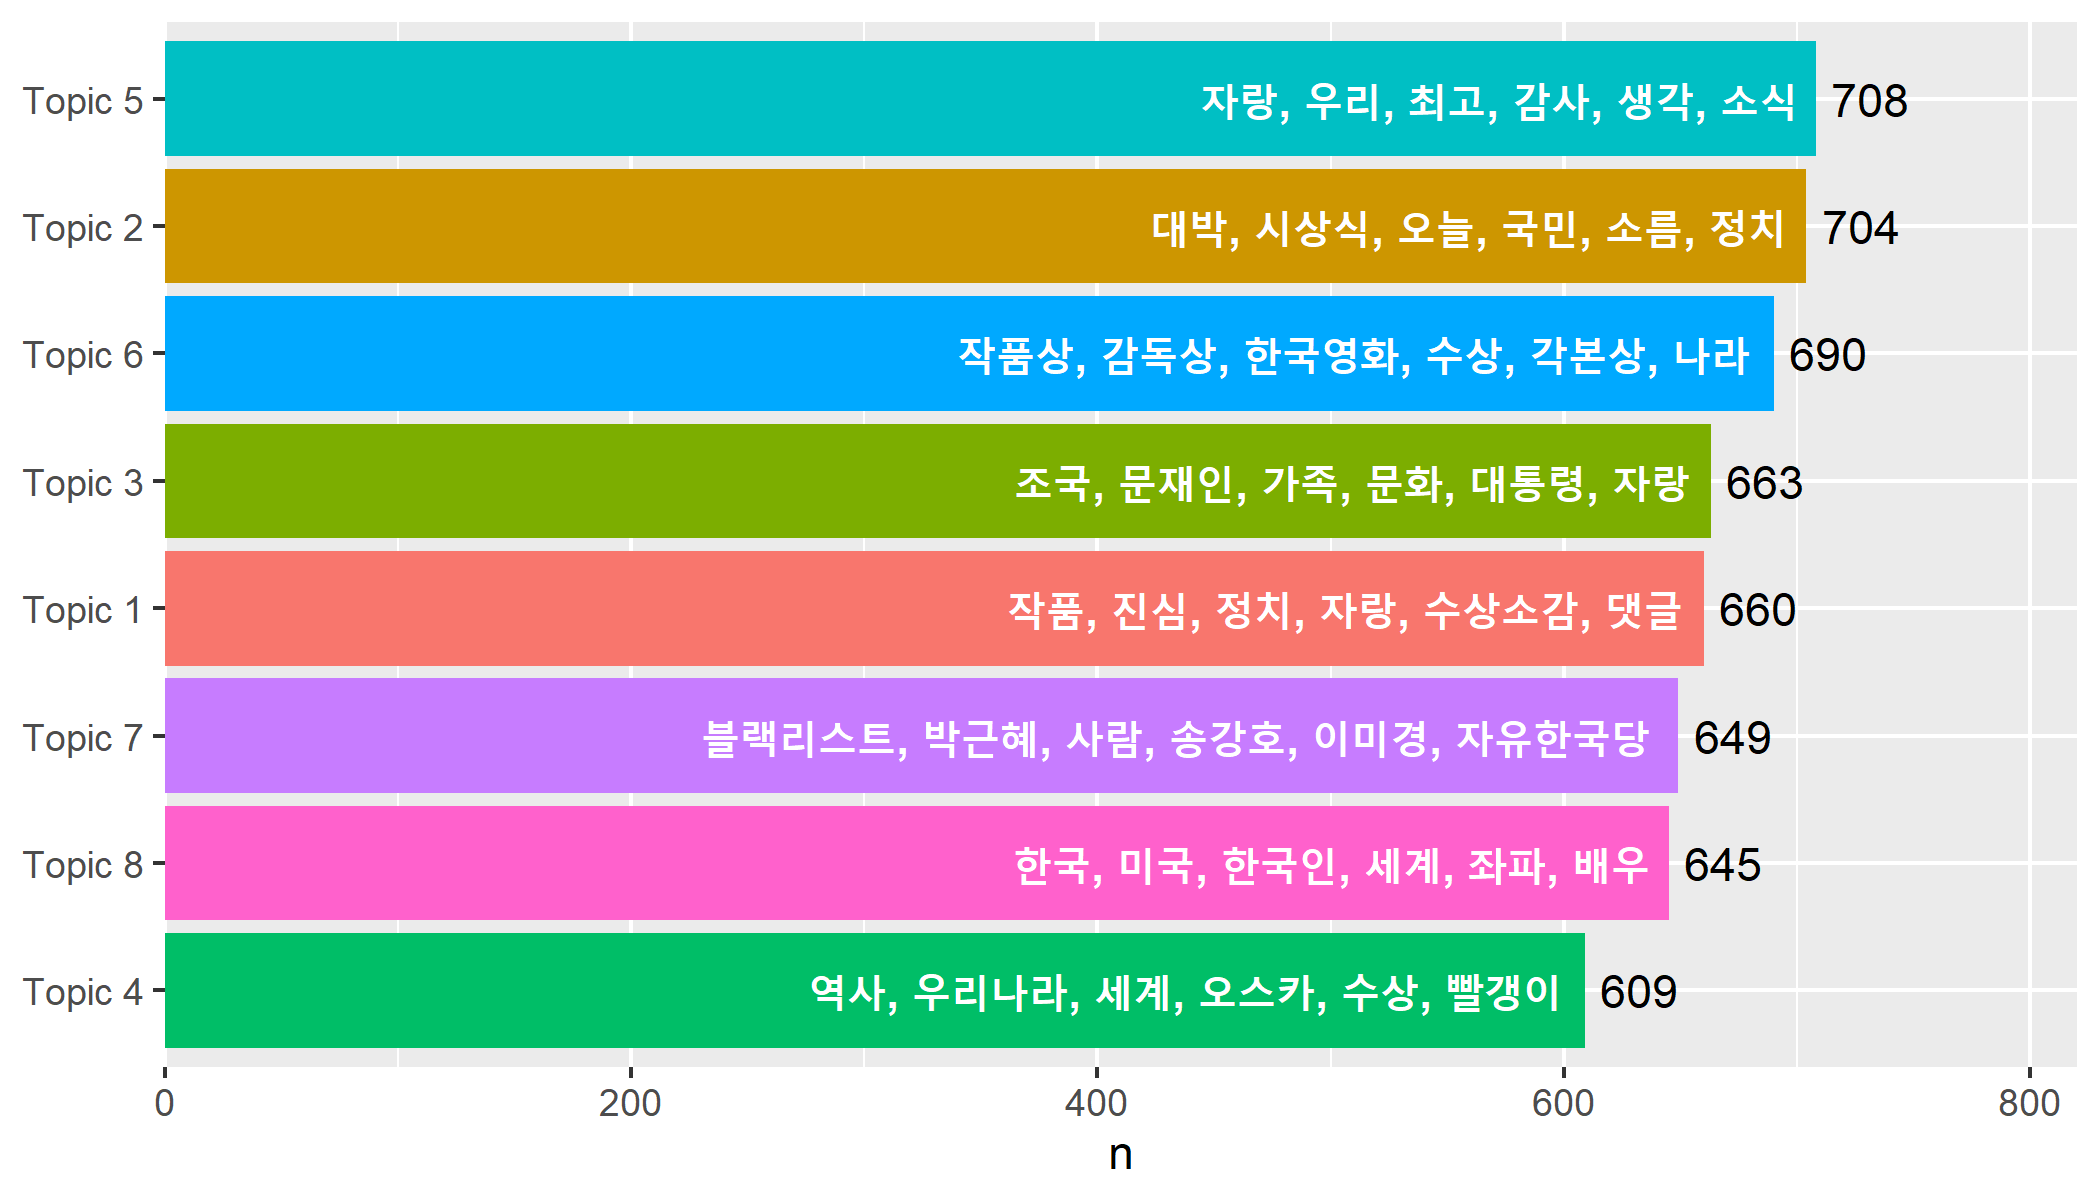 Topic 5 자랑, 우리, 최고, 감사, 생각, 소식 708
Topic 2 대박, 시상식, 오늘, 국민, 소름, 정치 704
Topic 6 작품상, 감독상, 한국영화, 수상, 각본상, 나라 690
Topic 3 조국, 문재인, 가족, 문화, 대통령, 자랑 663
Topic 1 작품, 진심, 정치, 자랑, 수상소감, 댓글 660
Topic 7 블랙리스트, 박근혜, 사람, 송강호, 이미경, 자유한국당 649
Topic 8 한국, 미국, 한국인, 세계, 좌파, 배우 645
Topic 4 역사, 우리나라, 세계, 오스카, 수상, 빨갱이 609
0 200 400 600 800
n